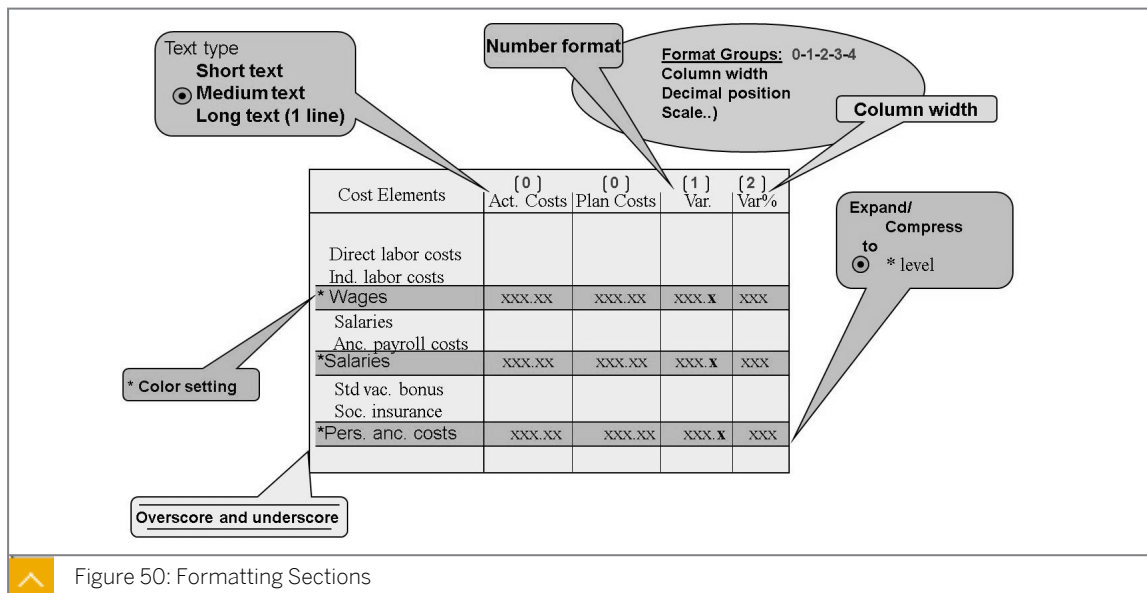 Text type
Short text
Medium text
Long text (1 line)
Number format
Format Groups: 0-1-2-3-4
Column width
Decimal position
Scale..)
Column width
Cost Elements
(0) (0) (1) (2)
Act. Costs Plan Costs Var. Var%
Expand/
Compress
to
* level
Direct labor costs
Ind. labor costs
* Wages xxx.xx xxx.xx xxx.x xxx
Salaries
Anc. payroll costs
*Salaries xxx.xx xxx.xx xxx.x xxx
* Color setting
Std vac. bonus
Soc. insurance
*Pers. anc. costs xxx.xx xxx.xx xxx.x xxx
Overscore and underscore
Figure 50: Formatting Sections